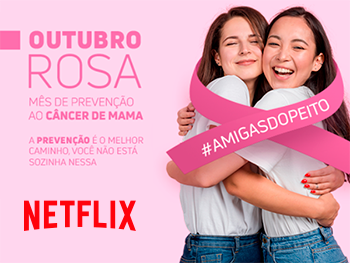 OUTUBRO
ROSA
MÊS DE PREVENÇÃO
AO CÂNCER DE MAMA
A PREVENÇÃO É O MELHOR
CAMINHO, VOCÊ NÃO ESTÁ
SOZINHA NESSA
#AMIGASDOPEITO
NETFLIX